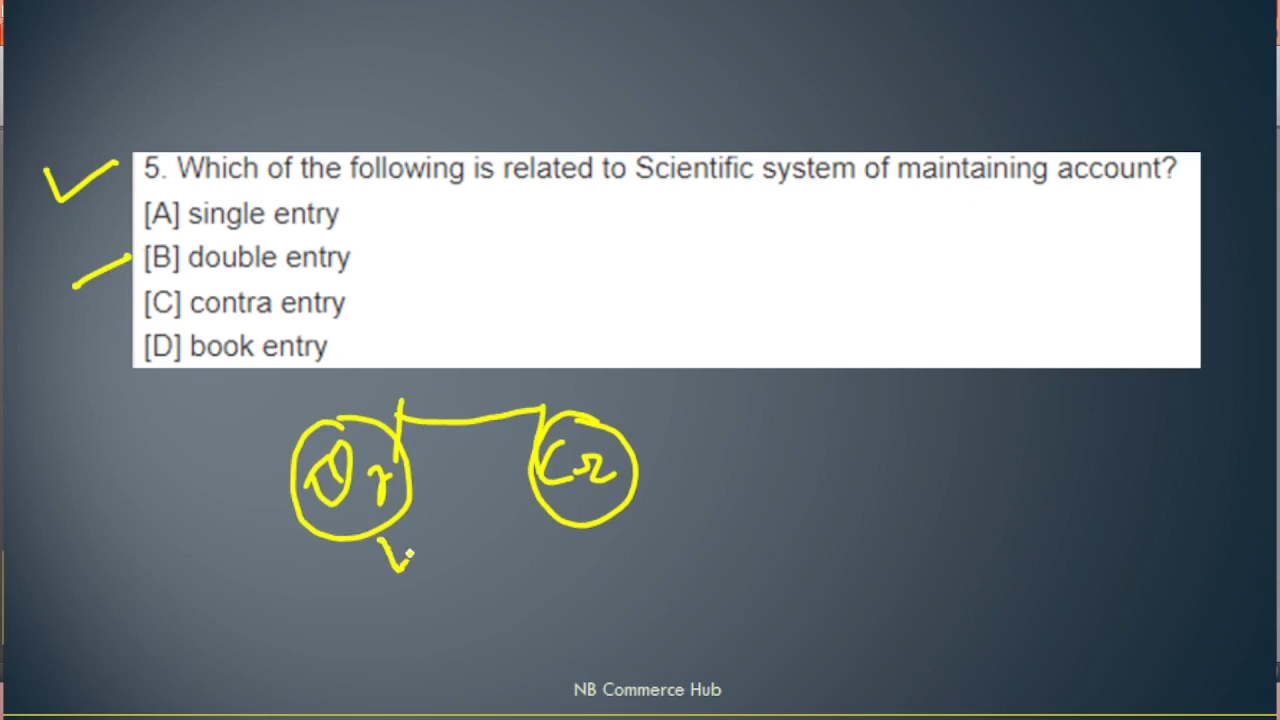 5. Which of the following is related to Scientific system of maintaining account?
[A] single entry
[B] double entry
[C] contra entry
[D] book entry
Dr Cr
NB Commerce Hub